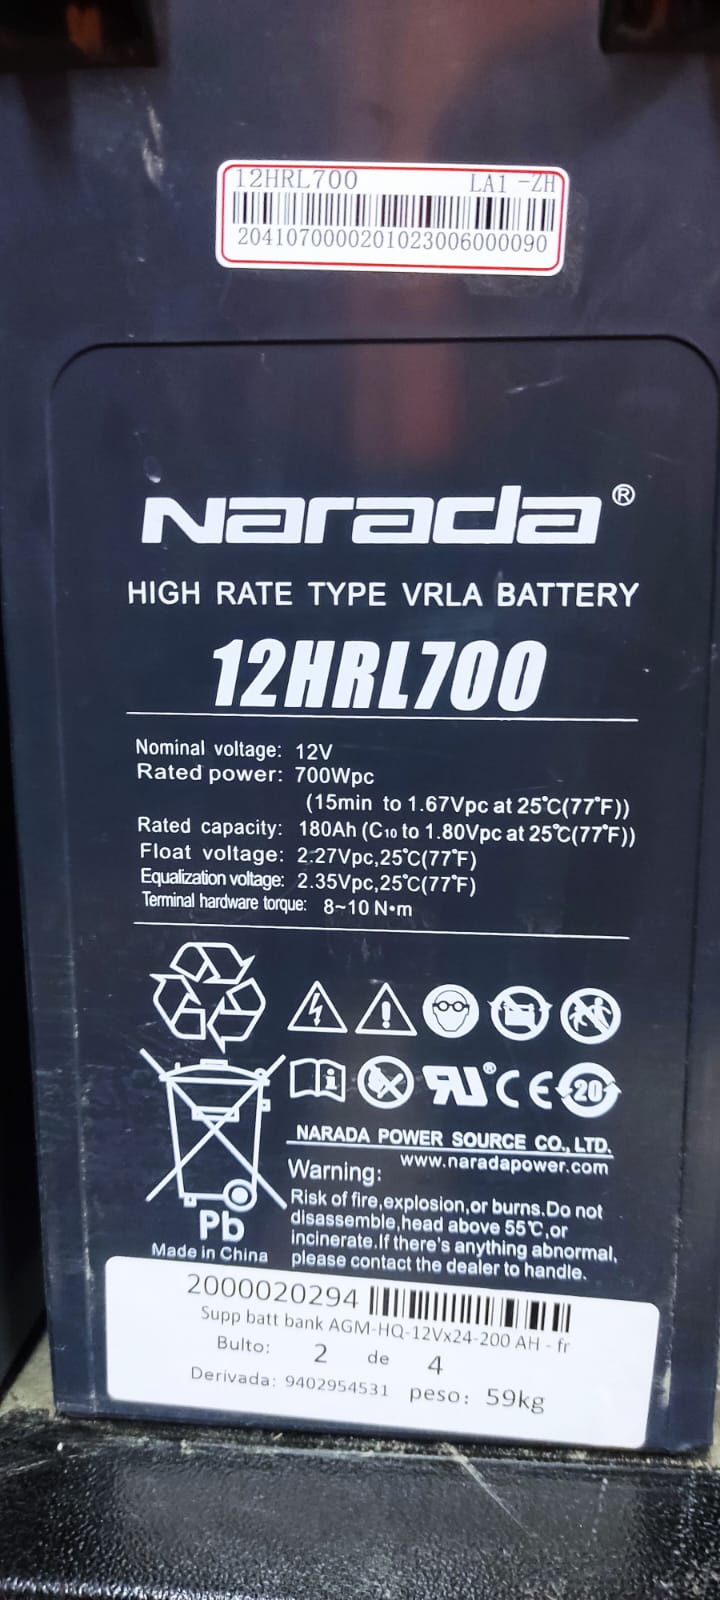 12HRL700 LA1 -ZH
2041070000201023006000090
Narada®
HIGH RATE TYPE VRLA BATTERY
12HRL700
Nominal voltage: 12V
Rated power: 700Wpc
(15min to 1.67Vpc at 25℃(77℉))
Rated capacity: 180Ah (C₁₀ to 1.80Vpc at 25℃(77℉))
Float voltage: 2.27Vpc,25℃(77℉)
Equalization voltage: 2.35Vpc,25℃(77℉)
Terminal hardware torque: 8~10 N•m
CE 20
NARADA POWER SOURCE CO., LTD.
www.naradapower.com
Warning:
Risk of fire,explosion,or burns.Do not
disassemble,head above 55℃,or
incinerate.If there's anything abnormal,
please contact the dealer to handle.
Pb
Made in China
2000020294
Supp batt bank AGM-HQ-12Vx24-200 AH - fr
Bulto: 2 de 4
Derivada: 9402954531 peso: 59kg